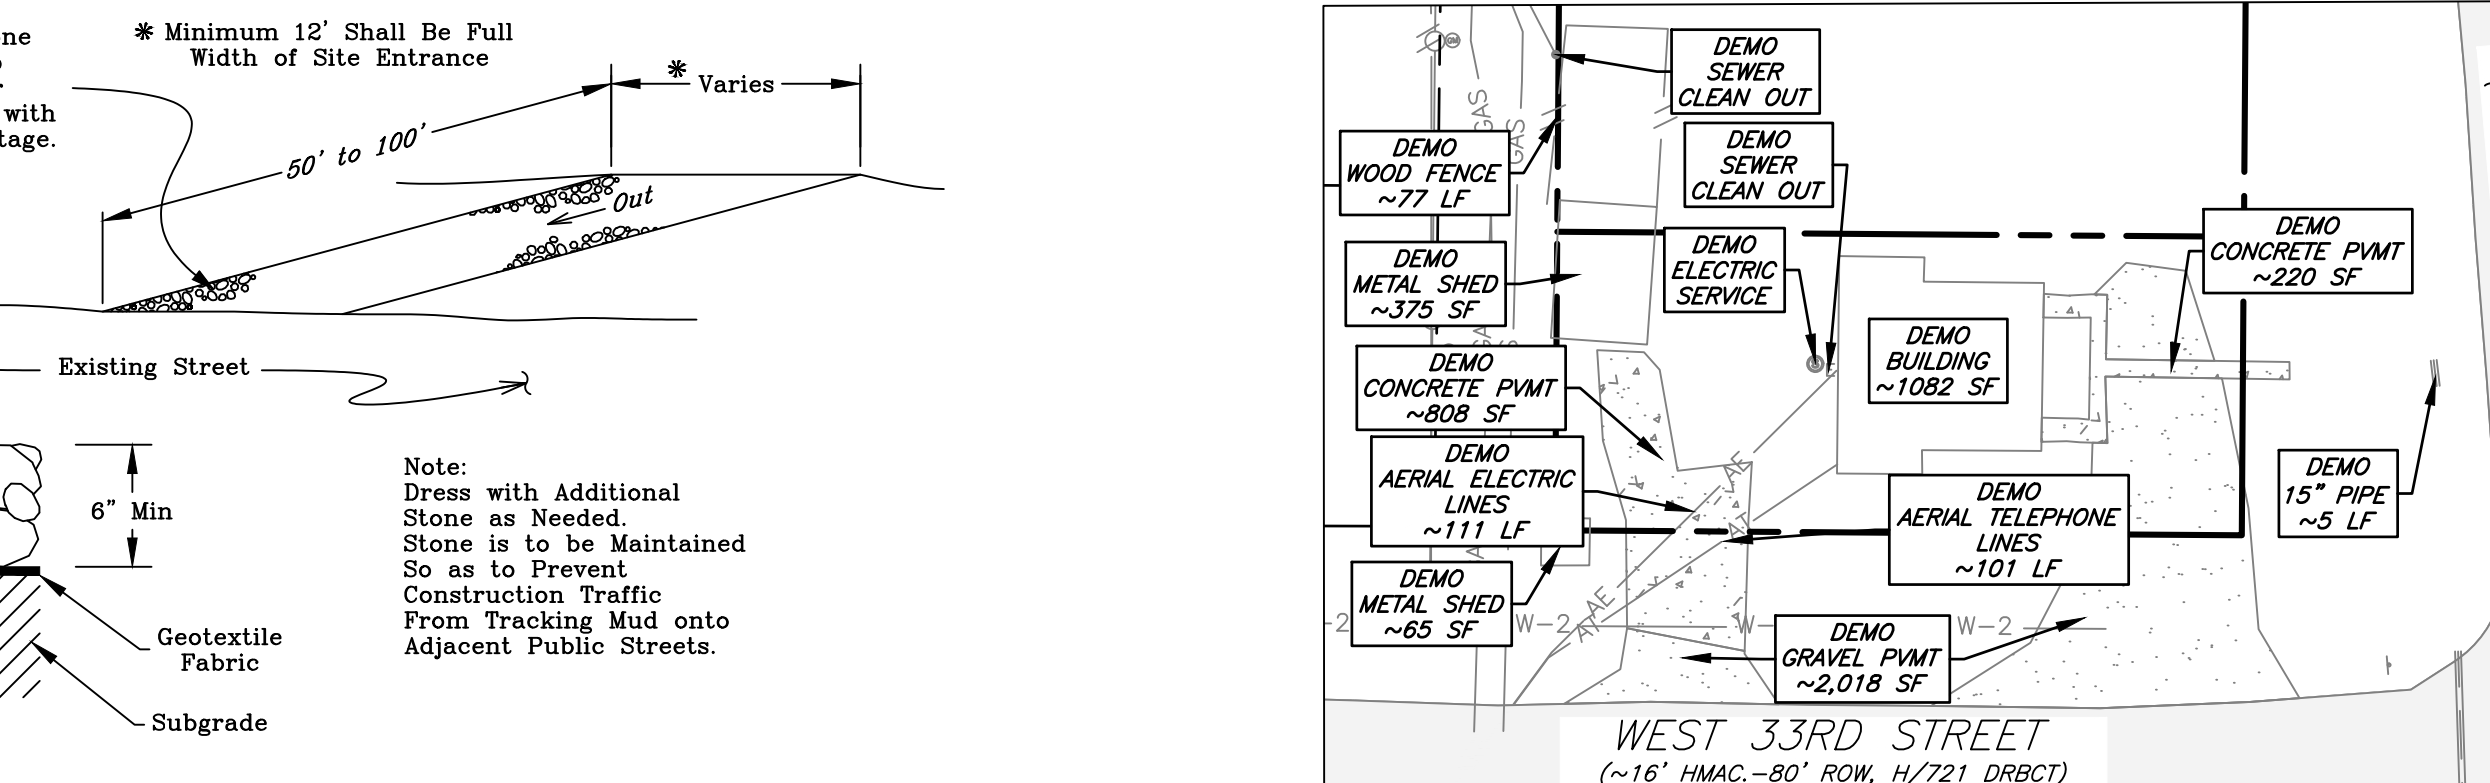 ne
with
tage.
* Minimum 12' Shall Be Full
Width of Site Entrance
* Varies
50' to 100'
Out
Existing Street
6" Min
Geotextile
Fabric
Subgrade
Note:
Dress with Additional
Stone as Needed.
Stone is to be Maintained
So as to Prevent
Construction Traffic
From Tracking Mud onto
Adjacent Public Streets.
DEMO
SEWER
CLEAN OUT
GM
GAS
GAS
DEMO
WOOD FENCE
~77 LF
DEMO
SEWER
CLEAN OUT
DEMO
METAL SHED
~375 SF
DEMO
ELECTRIC
SERVICE
DEMO
CONCRETE PVMT
~220 SF
DEMO
BUILDING
~1082 SF
DEMO
CONCRETE PVMT
~808 SF
DEMO
AERIAL ELECTRIC
LINES
~111 LF
AE
AT
DEMO
AERIAL TELEPHONE
LINES
~101 LF
DEMO
15" PIPE
~5 LF
DEMO
METAL SHED
~65 SF
AE
AT
-2
W-2
W-
W-2
DEMO
GRAVEL PVMT
~2,018 SF
WEST 33RD STREET
(~16' HMAC.-80' ROW, H/721 DRBCT)